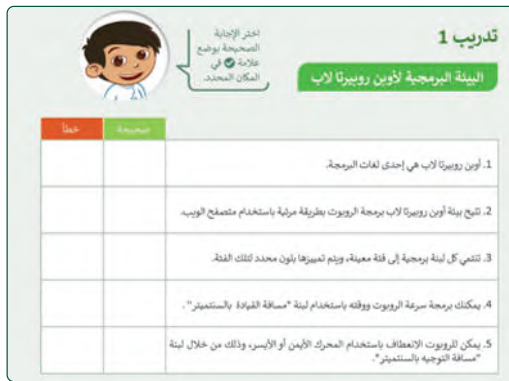 تدريب 1
اختر الإجابة
الصحيحة بوضع
علامة في
المكان المحدد.
البيئة البرمجية لأوبن روبيرتا لاب
صحيحة خطأ
1. أوبن روبيرتا لاب هي إحدى لغات البرمجة.
2. تتيح بيئة أوبن روبيرتا لاب برمجة الروبوت بطريقة مرئية باستخدام متصفح الويب.
3. تنتمي كل لبنة برمجية إلى فئة معينة، ويتم تمييزها بلون محدد لتلك الفئة.
4. يمكنك برمجة سرعة الروبوت ووقته باستخدام لبنة "مسافة القيادة بالسنتميتر".
5. يمكن للروبوت الانعطاف باستخدام المحرك الأيمن أو الأيسر، وذلك من خلال لبنة
"مسافة التوجيه بالسنتميتر".